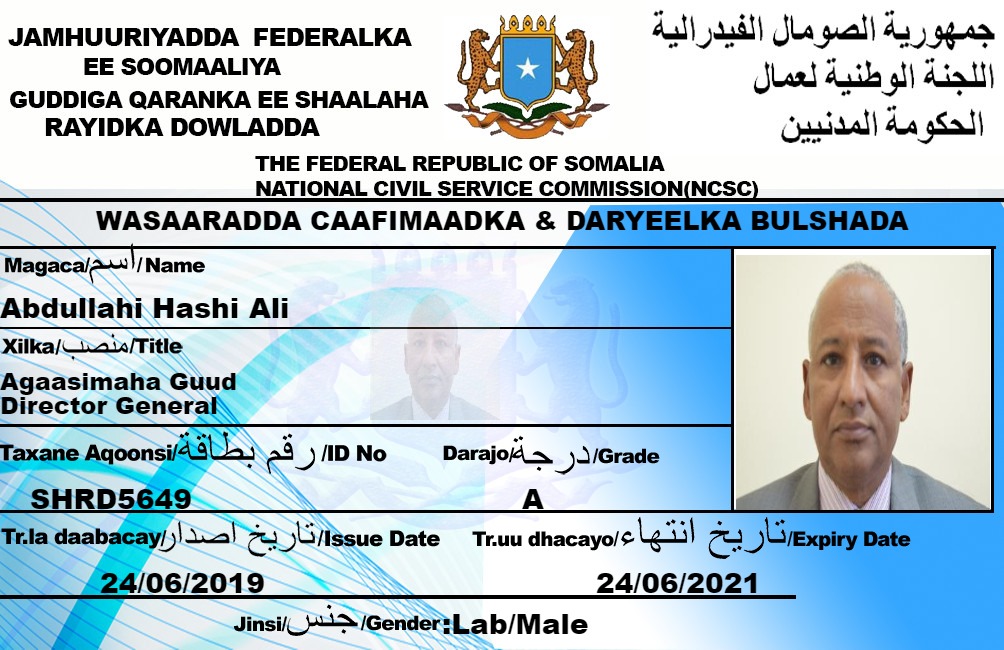 JAMHUURIYADDA FEDERALKA
EE SOOMAALIYA
GUDDIGA QARANKA EE SHAALAHA
RAYIDKA DOWLADDA
جمهورية الصومال الفيدرالية
اللجنة الوطنية لعمال
الحكومة المدنيين
THE FEDERAL REPUBLIC OF SOMALIA
NATIONAL CIVIL SERVICE COMMISSION(NCSC)
WASAARADDA CAAFIMAADKA & DARYEELKA BULSHADA
Magaca/اسم/Name
Abdullahi Hashi Ali
Xilka/منصب/Title
Agaasimaha Guud
Director General
Taxane Aqoonsi/رقم بطاقة/ID No Darajo/درجة/Grade
SHRD5649 A
Tr.la daabacay/تاريخ اصدار/Issue Date Tr.uu dhacayo/تاريخ انتهاء/Expiry Date
24/06/2019 24/06/2021
Jinsi/جنس/Gender:Lab/Male